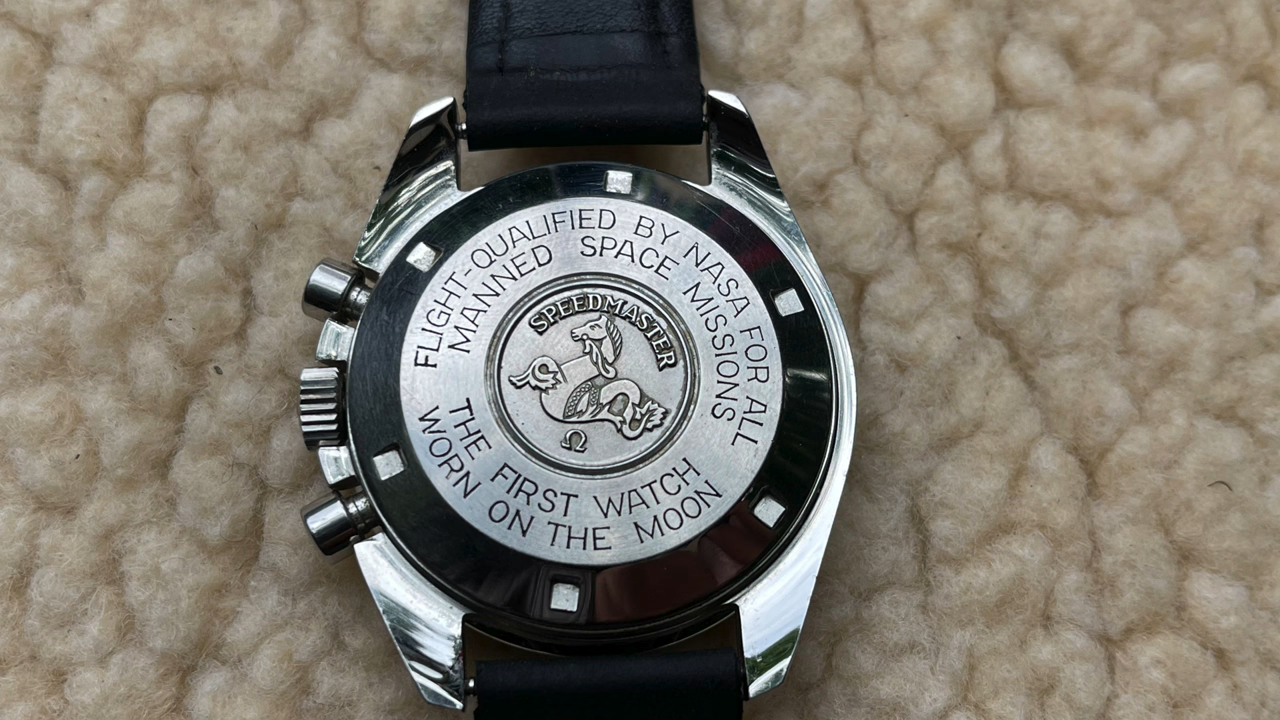 FLIGHT-QUALIFIED BY NASA FOR ALL
MANNED SPACE MISSIONS
SPEEDMASTER
Ω
THE FIRST WATCH
WORN ON THE MOON